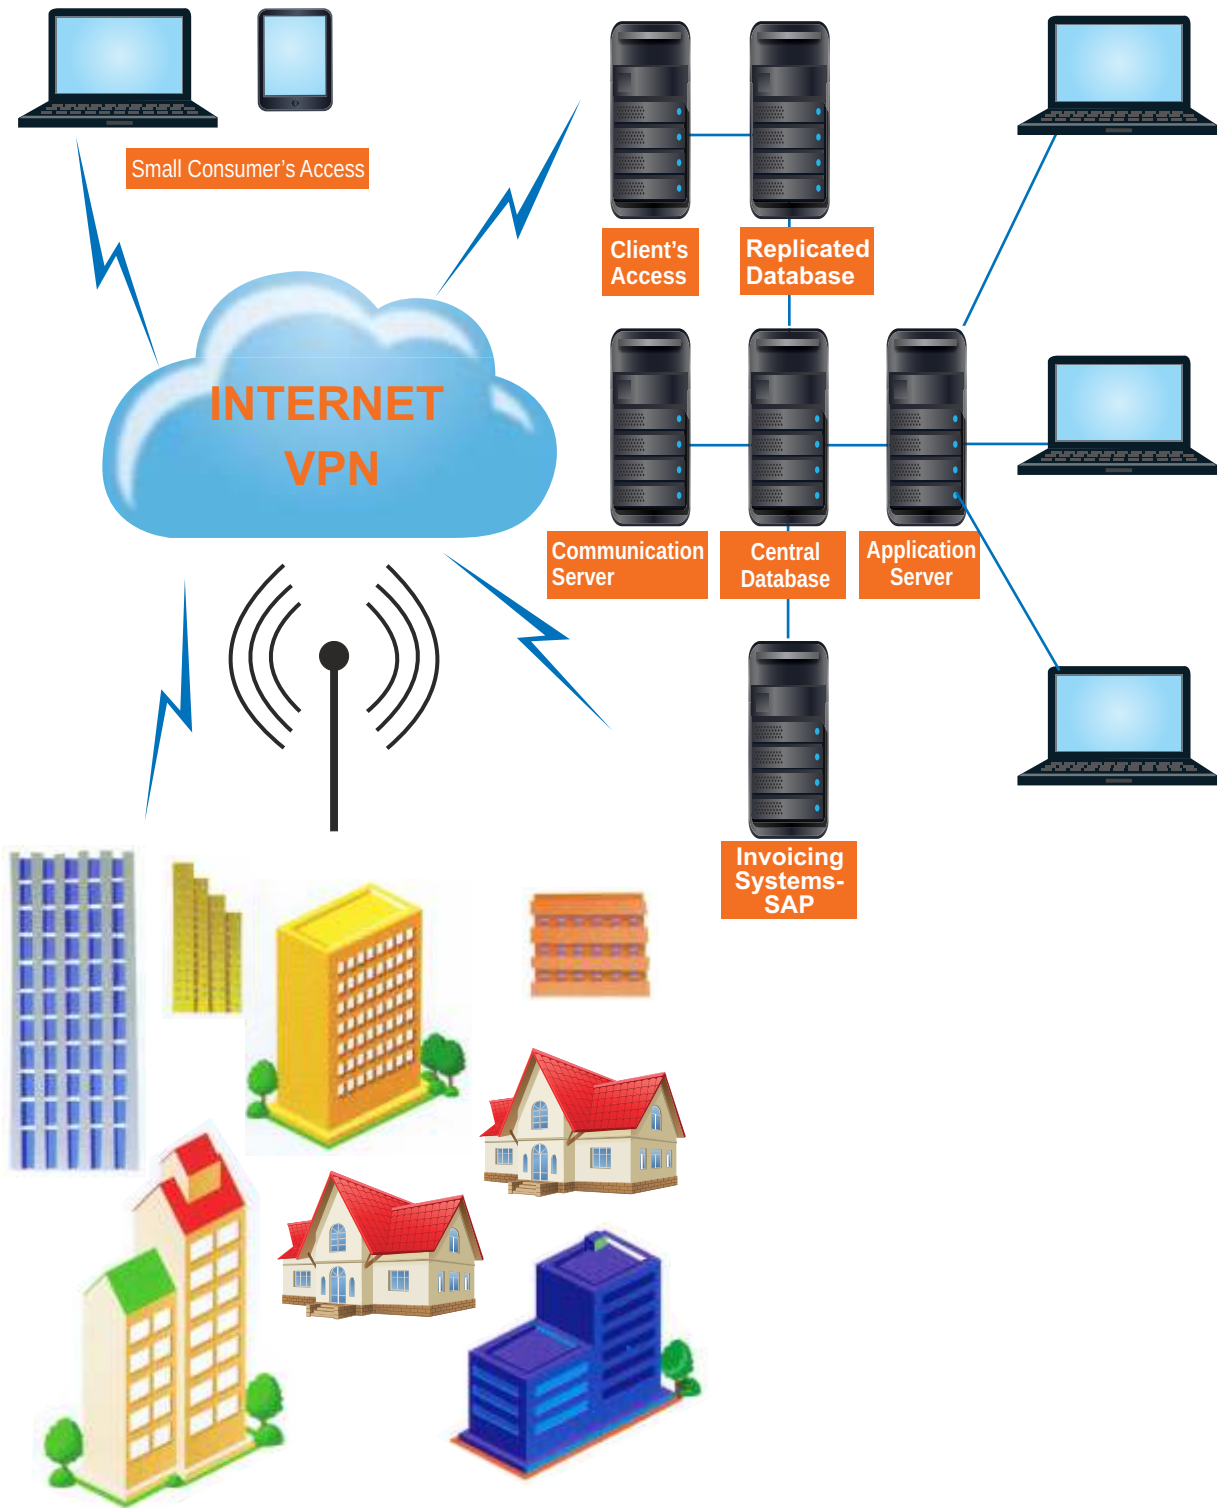 Small Consumer’s Access
Client’s
Access
Replicated
Database
INTERNET
VPN
Communication
Server
Central
Database
Application
Server
Invoicing
Systems-
SAP